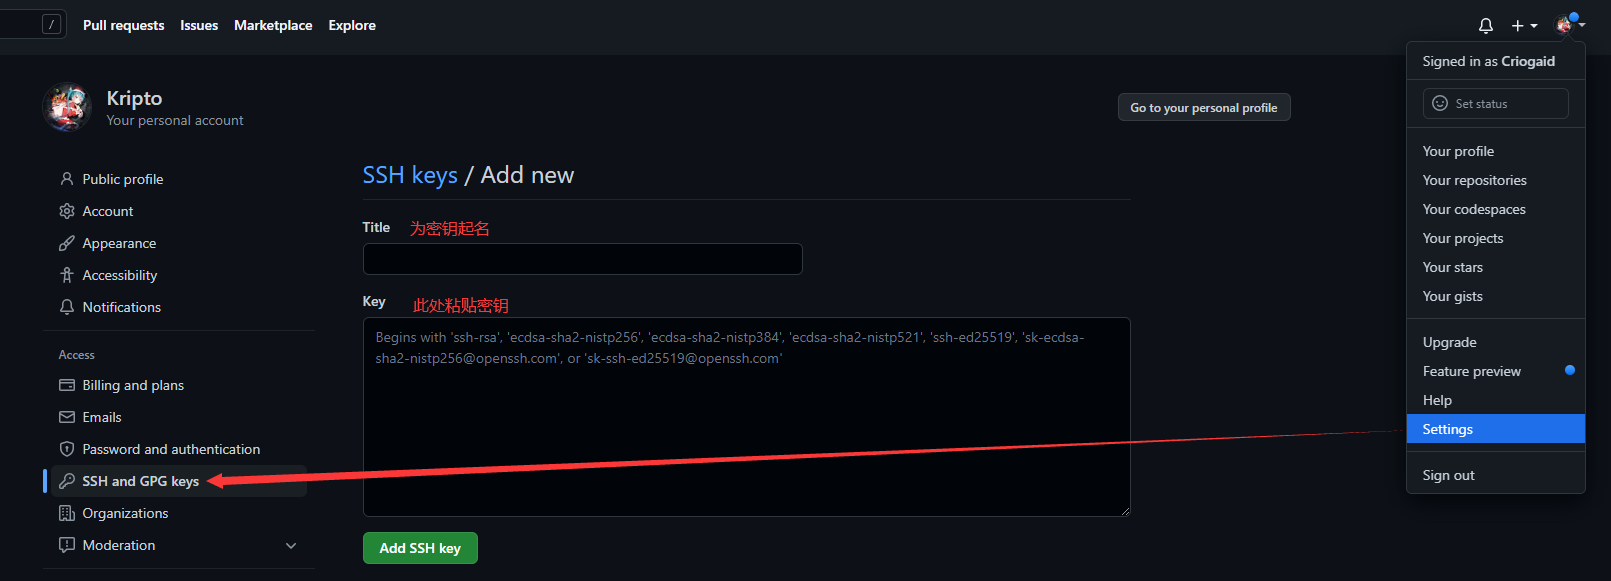 / Pull requests Issues Marketplace Explore
Signed in as Criogaid
Set status
Your profile
Your repositories
Your codespaces
Your projects
Your stars
Your gists
Upgrade
Feature preview
Help
Settings
Sign out
Kripto
Your personal account
Go to your personal profile
Public profile
Account
Appearance
Accessibility
Notifications
Access
Billing and plans
Emails
Password and authentication
SSH and GPG keys
Organizations
Moderation
SSH keys / Add new
Title 为密钥起名
Key 此处粘贴密钥
Begins with 'ssh-rsa', 'ecdsa-sha2-nistp256', 'ecdsa-sha2-nistp384', 'ecdsa-sha2-nistp521', 'ssh-ed25519', 'sk-ecdsa-
sha2-nistp256@openssh.com', or 'sk-ssh-ed25519@openssh.com'
Add SSH key